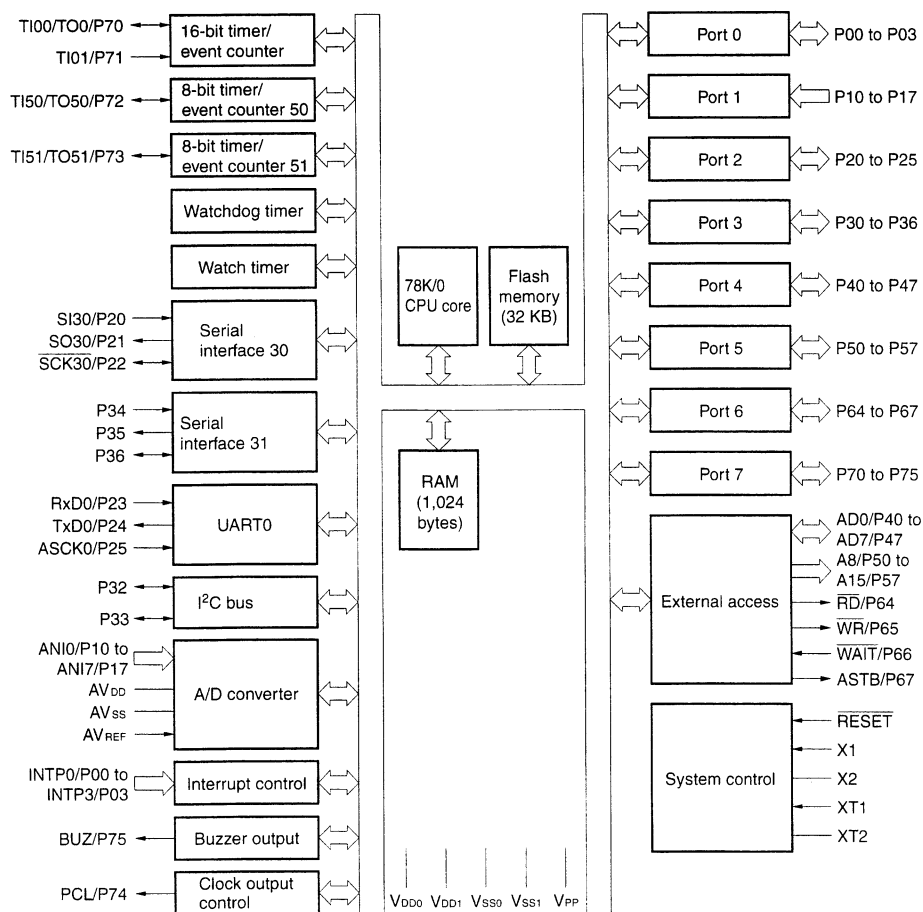 TI00/TO0/P70
TI01/P71
16-bit timer/
event counter
TI50/TO50/P72
8-bit timer/
event counter 50
TI51/TO51/P73
8-bit timer/
event counter 51
Watchdog timer
Watch timer
SI30/P20
SO30/P21
SCK30/P22
Serial
interface 30
P34
P35
P36
Serial
interface 31
RxD0/P23
TxD0/P24
ASCK0/P25
UART0
P32
P33
I²C bus
ANI0/P10 to
ANI7/P17
AVDD
AVSS
AVREF
A/D converter
INTP0/P00 to
INTP3/P03
Interrupt control
BUZ/P75
Buzzer output
PCL/P74
Clock output
control
78K/0
CPU core
Flash
memory
(32 KB)
RAM
(1,024
bytes)
VDD0 VDD1 VSS0 VSS1 VPP
Port 0
P00 to P03
Port 1
P10 to P17
Port 2
P20 to P25
Port 3
P30 to P36
Port 4
P40 to P47
Port 5
P50 to P57
Port 6
P64 to P67
Port 7
P70 to P75
External access
AD0/P40 to
AD7/P47
A8/P50 to
A15/P57
RD/P64
WR/P65
WAIT/P66
ASTB/P67
System control
RESET
X1
X2
XT1
XT2